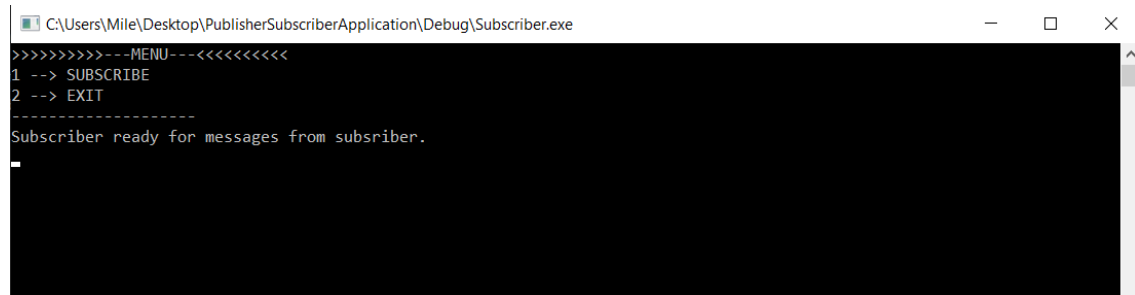 C:\Users\Mile\Desktop\PublisherSubscriberApplication\Debug\Subscriber.exe
>>>>>>>>>>---MENU---<<<<<<<<<<
1 --> SUBSCRIBE
2 --> EXIT
--------------------
Subscriber ready for messages from subsriber.